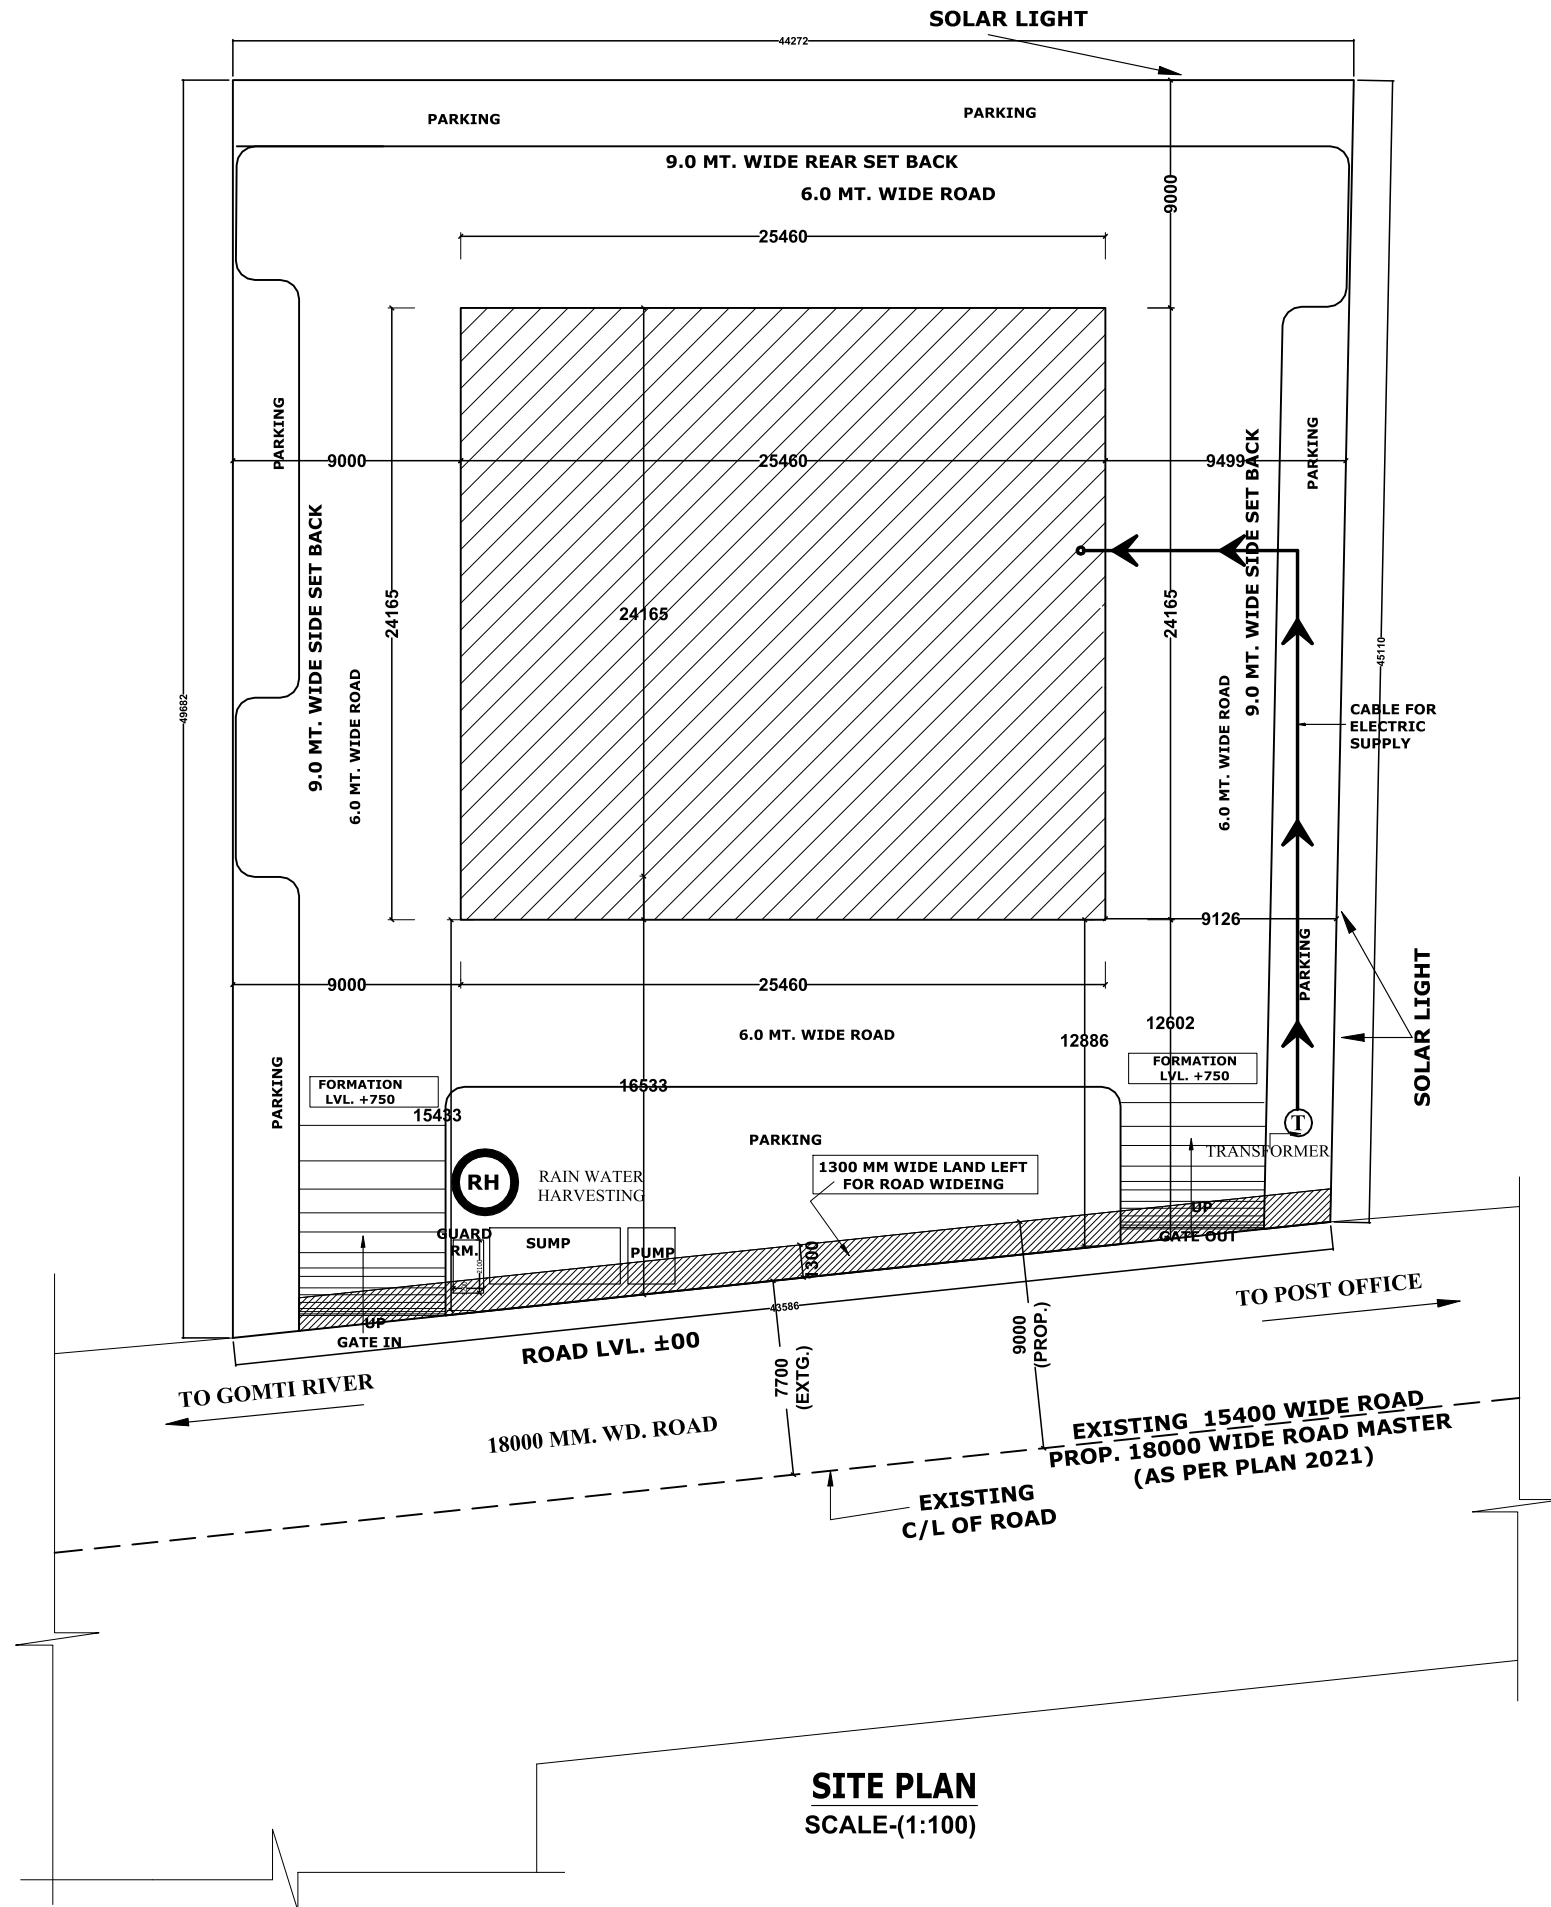 SOLAR LIGHT
44272
PARKING
PARKING
9.0 MT. WIDE REAR SET BACK
6.0 MT. WIDE ROAD
9000
25460
PARKING
PARKING
9000
25460
9499
9.0 MT. WIDE SIDE SET BACK
9.0 MT. WIDE SIDE SET BACK
24165
24165
24165
45110
49682
6.0 MT. WIDE ROAD
6.0 MT. WIDE ROAD
CABLE FOR
ELECTRIC
SUPPLY
9126
PARKING
9000
25460
SOLAR LIGHT
6.0 MT. WIDE ROAD
12886
12602
FORMATION
LVL. +750
FORMATION
LVL. +750
16533
15433
PARKING
PARKING
T
TRANSFORMER
1300 MM WIDE LAND LEFT
FOR ROAD WIDEING
RH
RAIN WATER
HARVESTING
UP
GATE OUT
GUARD
RM.
2100
SUMP
PUMP
1300
43586
UP
GATE IN
TO POST OFFICE
9000
(PROP.)
ROAD LVL. ±00
7700
(EXTG.)
TO GOMTI RIVER
18000 MM. WD. ROAD
EXISTING 15400 WIDE ROAD
PROP. 18000 WIDE ROAD MASTER
(AS PER PLAN 2021)
EXISTING
C/L OF ROAD
SITE PLAN
SCALE-(1:100)